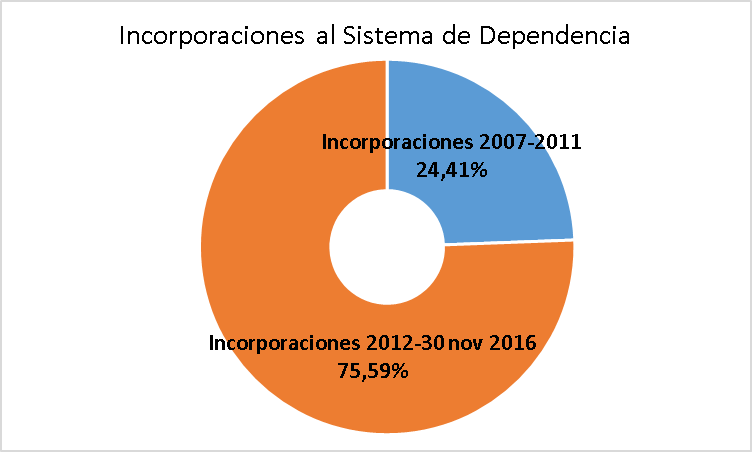 Incorporaciones al Sistema de Dependencia
Incorporaciones 2007-2011
24,41%
Incorporaciones 2012-30 nov 2016
75,59%